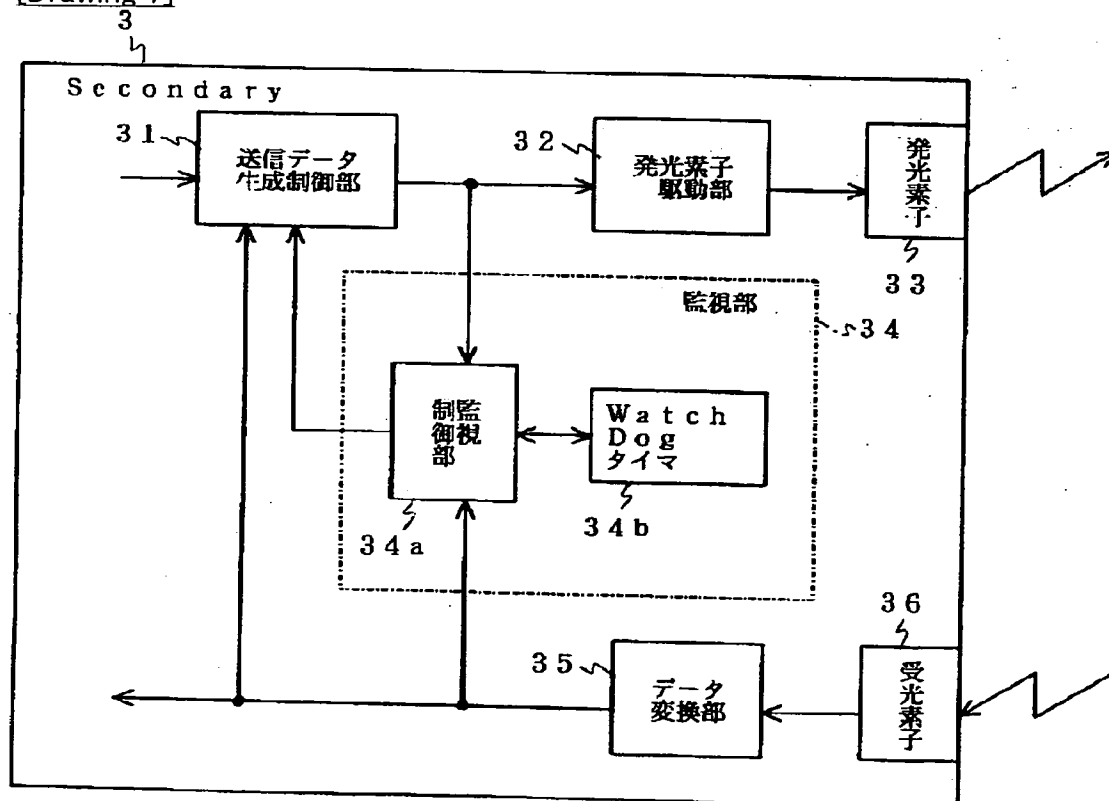 3
Secondary
31
送信データ
生成制御部
32
発光素子
駆動部
発光素子
33
監視部
34
監視
制御部
34a
Watch
Dog
タイマ
34b
35
データ
変換部
36
受光素子